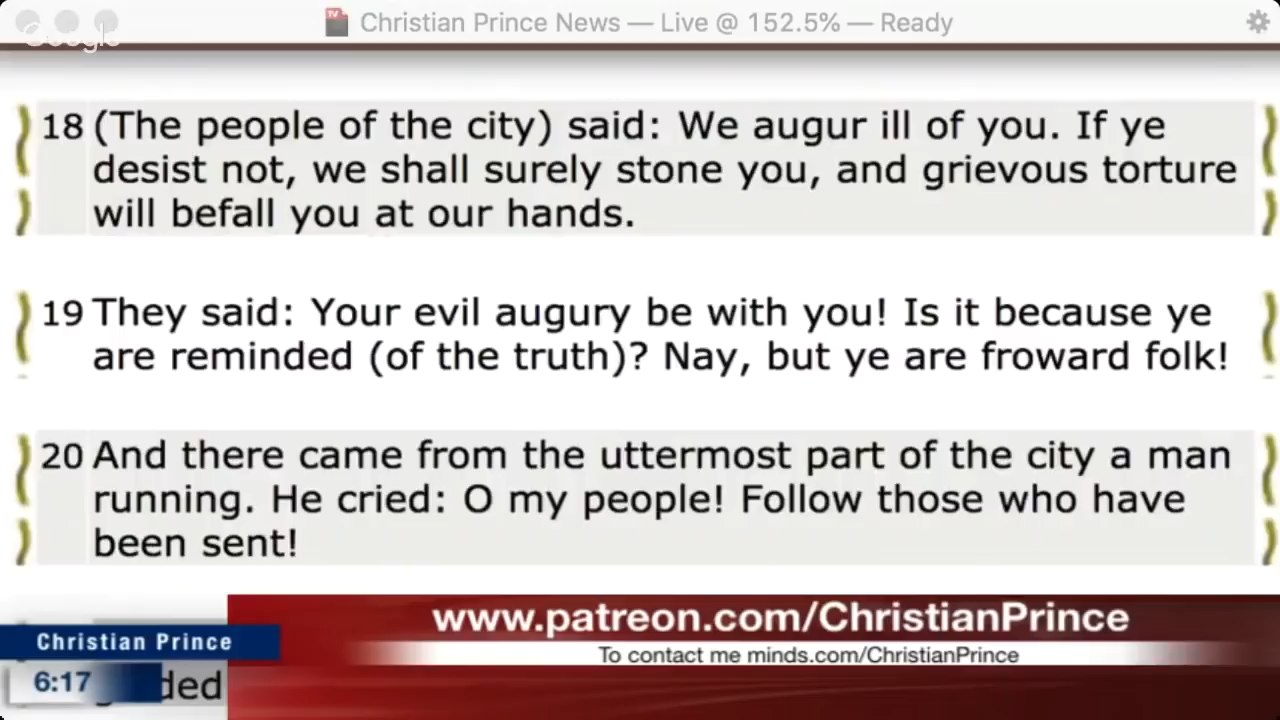 Christian Prince News — Live @ 152.5% — Ready
Google
18 (The people of the city) said: We augur ill of you. If ye
desist not, we shall surely stone you, and grievous torture
will befall you at our hands.
19 They said: Your evil augury be with you! Is it because ye
are reminded (of the truth)? Nay, but ye are froward folk!
20 And there came from the uttermost part of the city a man
running. He cried: O my people! Follow those who have
been sent!
www.patreon.com/ChristianPrince
Christian Prince
To contact me minds.com/ChristianPrince
6:17